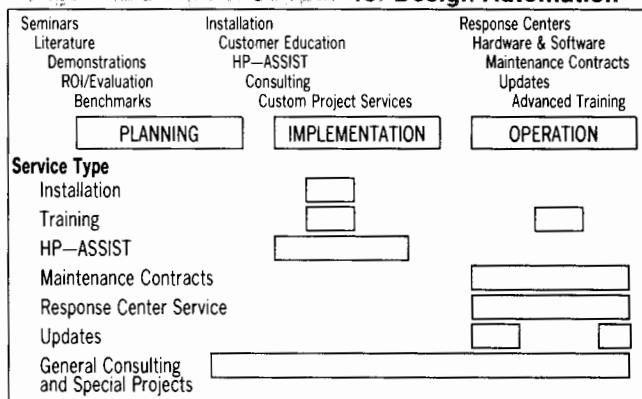 for Design Automation
Seminars
Literature
Demonstrations
ROI/Evaluation
Benchmarks
Installation
Customer Education
HP—ASSIST
Consulting
Custom Project Services
Response Centers
Hardware & Software
Maintenance Contracts
Updates
Advanced Training
PLANNING
IMPLEMENTATION
OPERATION
Service Type
Installation
Training
HP—ASSIST
Maintenance Contracts
Response Center Service
Updates
General Consulting
and Special Projects